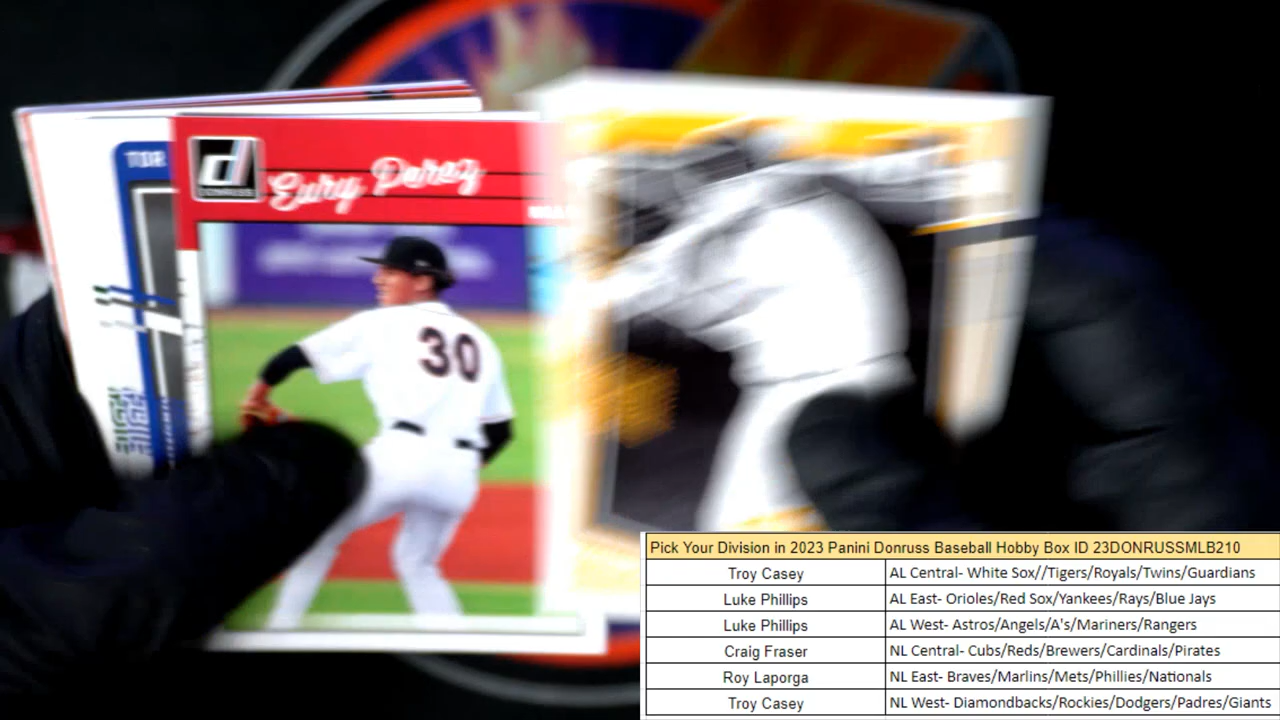 TOR
d
DONRUSS
Eury Perez
30
Pick Your Division in 2023 Panini Donruss Baseball Hobby Box ID 23DONRUSSMLB210
Troy Casey AL Central- White Sox//Tigers/Royals/Twins/Guardians
Luke Phillips AL East- Orioles/Red Sox/Yankees/Rays/Blue Jays
Luke Phillips AL West- Astros/Angels/A's/Mariners/Rangers
Craig Fraser NL Central- Cubs/Reds/Brewers/Cardinals/Pirates
Roy Laporga NL East- Braves/Marlins/Mets/Phillies/Nationals
Troy Casey NL West- Diamondbacks/Rockies/Dodgers/Padres/Giants